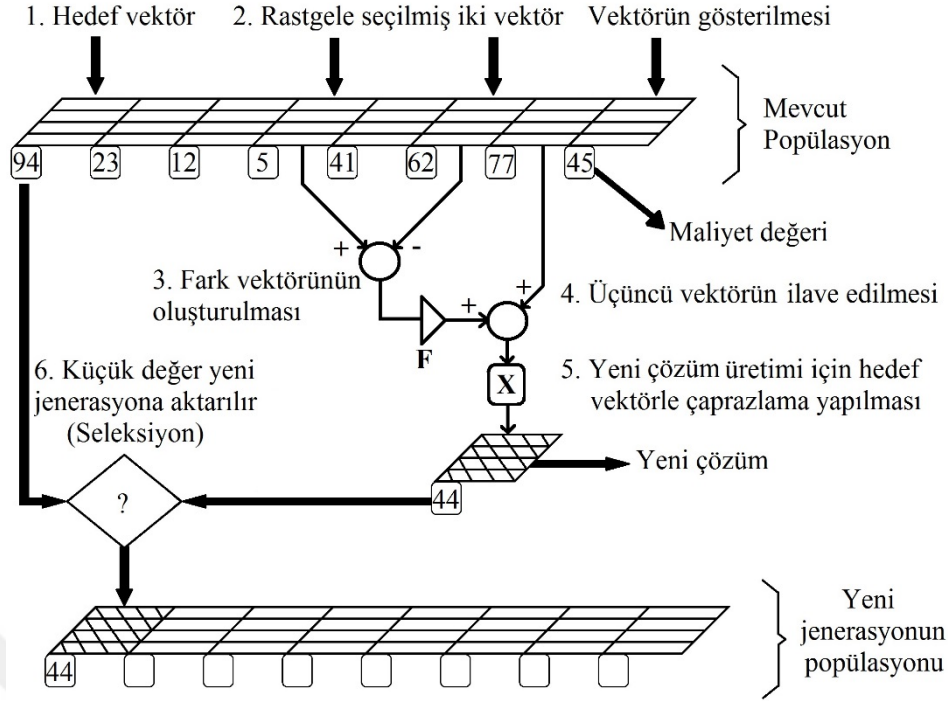 1. Hedef vektör
2. Rastgele seçilmiş iki vektör
Vektörün gösterilmesi
Mevcut
Popülasyon
94
23
12
5
41
62
77
45
Maliyet değeri
+
-
3. Fark vektörünün
oluşturulması
+
+
4. Üçüncü vektörün ilave edilmesi
F
X
5. Yeni çözüm üretimi için hedef
vektörle çaprazlama yapılması
6. Küçük değer yeni
jenerasyona aktarılır
(Seleksiyon)
Yeni çözüm
44
?
Yeni
jenerasyonun
popülasyonu
44